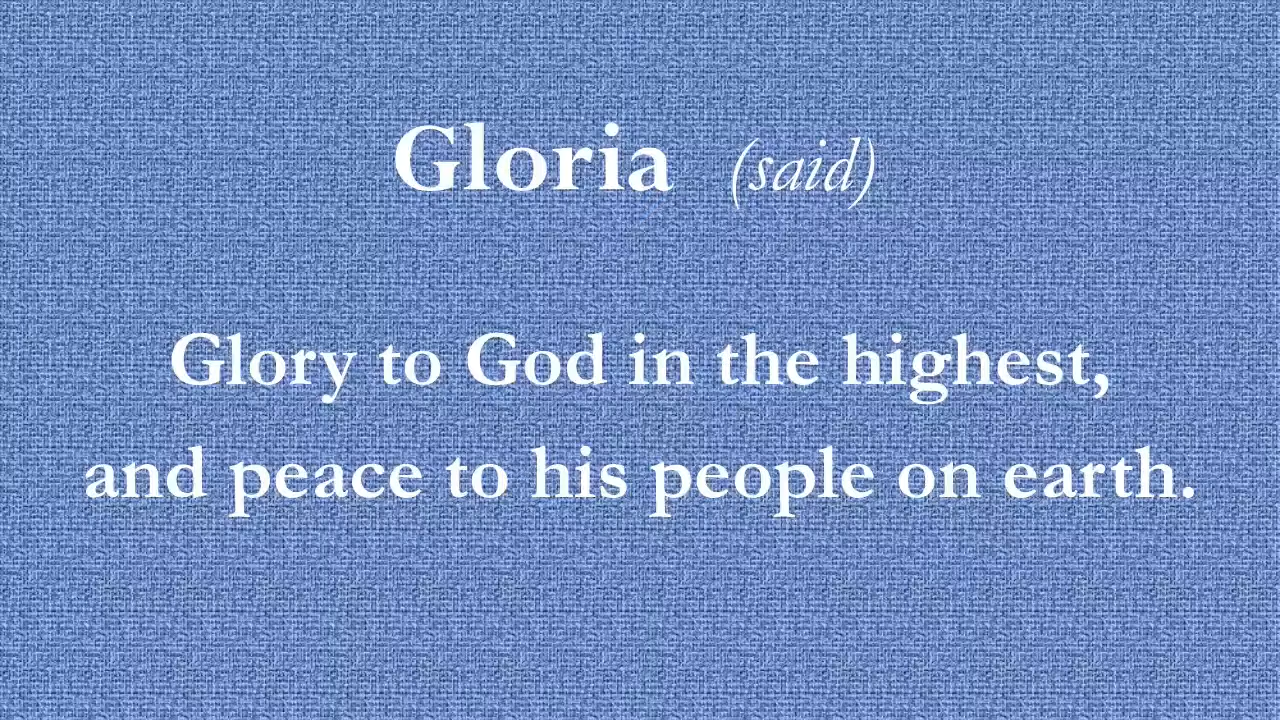 Gloria (said)
Glory to God in the highest,
and peace to his people on earth.